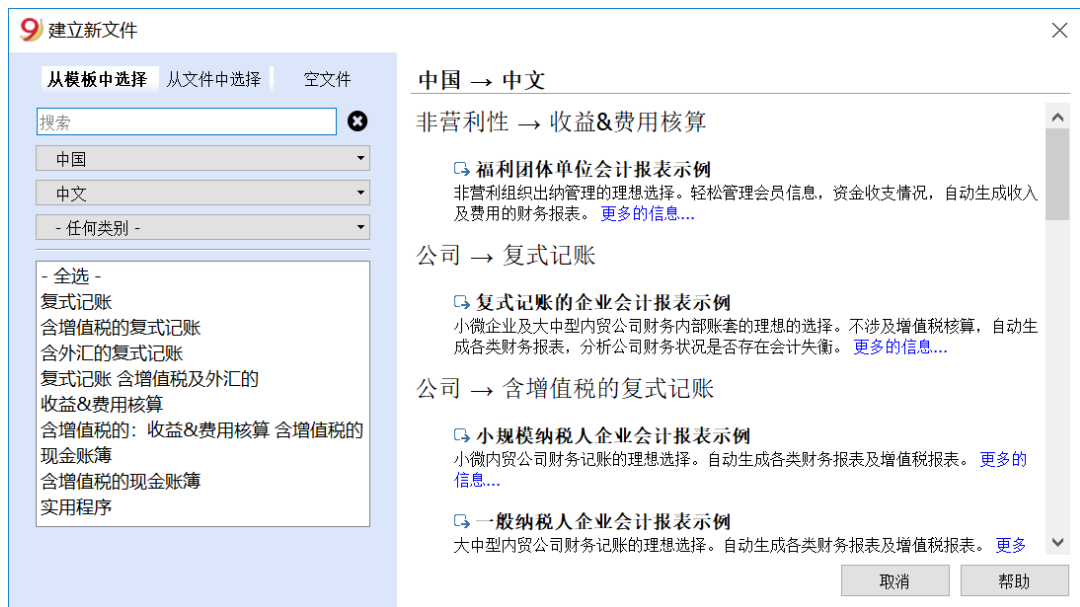 9 建立新文件
从模板中选择 从文件中选择 空文件
搜索
中国
中文
- 任何类别 -
- 全选 -
复式记账
含增值税的复式记账
含外汇的复式记账
复式记账 含增值税及外汇的
收益&费用核算
含增值税的：收益&费用核算 含增值税的
现金账簿
含增值税的现金账簿
实用程序
中国 → 中文
非营利性 → 收益&费用核算
福利团体单位会计报表示例
非营利组织出纳管理的理想选择。轻松管理会员信息，资金收支情况，自动生成收入
及费用的财务报表。 更多的信息...
公司 → 复式记账
复式记账的企业会计报表示例
小微企业及大中型内贸公司财务内部账套的理想的选择。不涉及增值税核算，自动生
成各类财务报表，分析公司财务状况是否存在会计失衡。 更多的信息...
公司 → 含增值税的复式记账
小规模纳税人企业会计报表示例
小微内贸公司财务记账的理想选择。自动生成各类财务报表及增值税报表。 更多的
信息...
一般纳税人企业会计报表示例
大中型内贸公司财务记账的理想选择。自动生成各类财务报表及增值税报表。 更多
取消 帮助